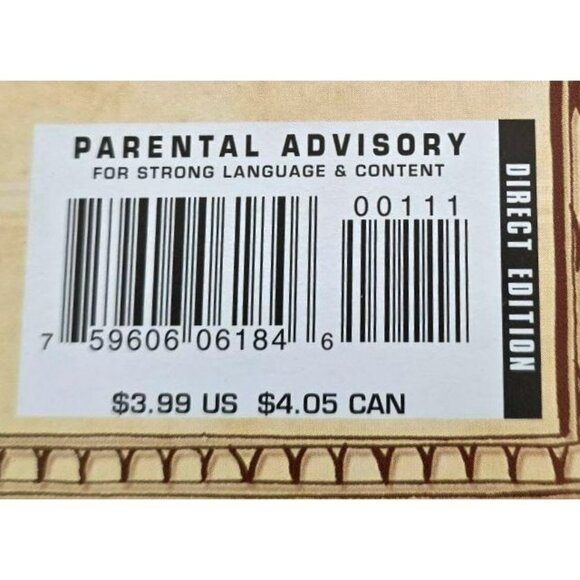 PARENTAL ADVISORY
FOR STRONG LANGUAGE & CONTENT
00111
7 59606 06184 6
$3.99 US $4.05 CAN
DIRECT EDITION